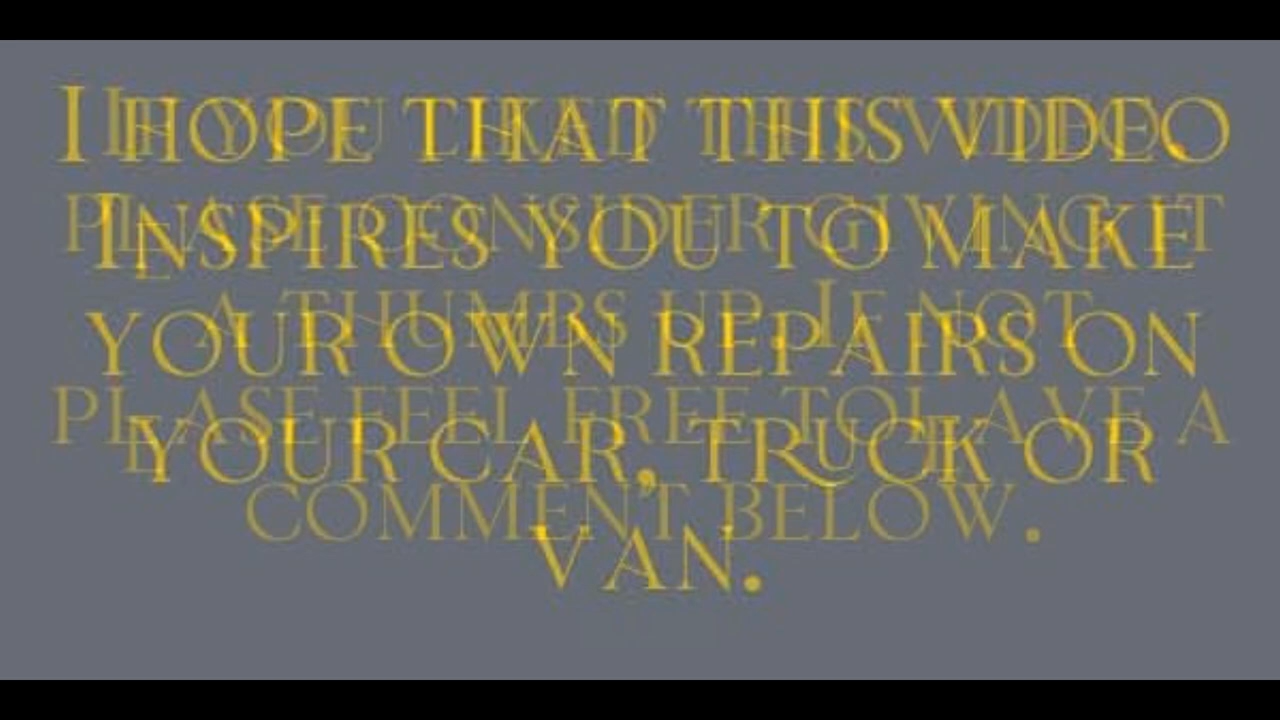 I HOPE THAT THIS VIDEO
INSPIRES YOU TO MAKE
YOUR OWN REPAIRS ON
YOUR CAR, TRUCK OR
VAN.
IF YOU LIKED THIS VIDEO,
PLEASE CONSIDER GIVING IT
A THUMBS UP. IF NOT
PLEASE FEEL FREE TO LEAVE A
COMMENT BELOW.